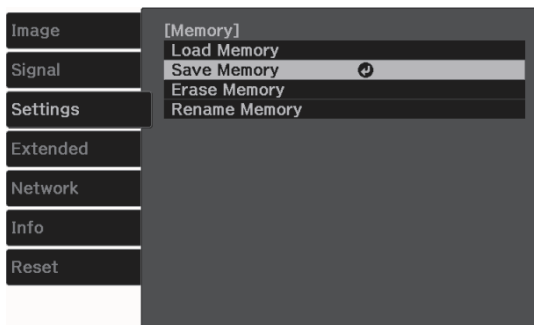 Image
Signal
Settings
Extended
Network
Info
Reset
[Memory]
Load Memory
Save Memory
Erase Memory
Rename Memory